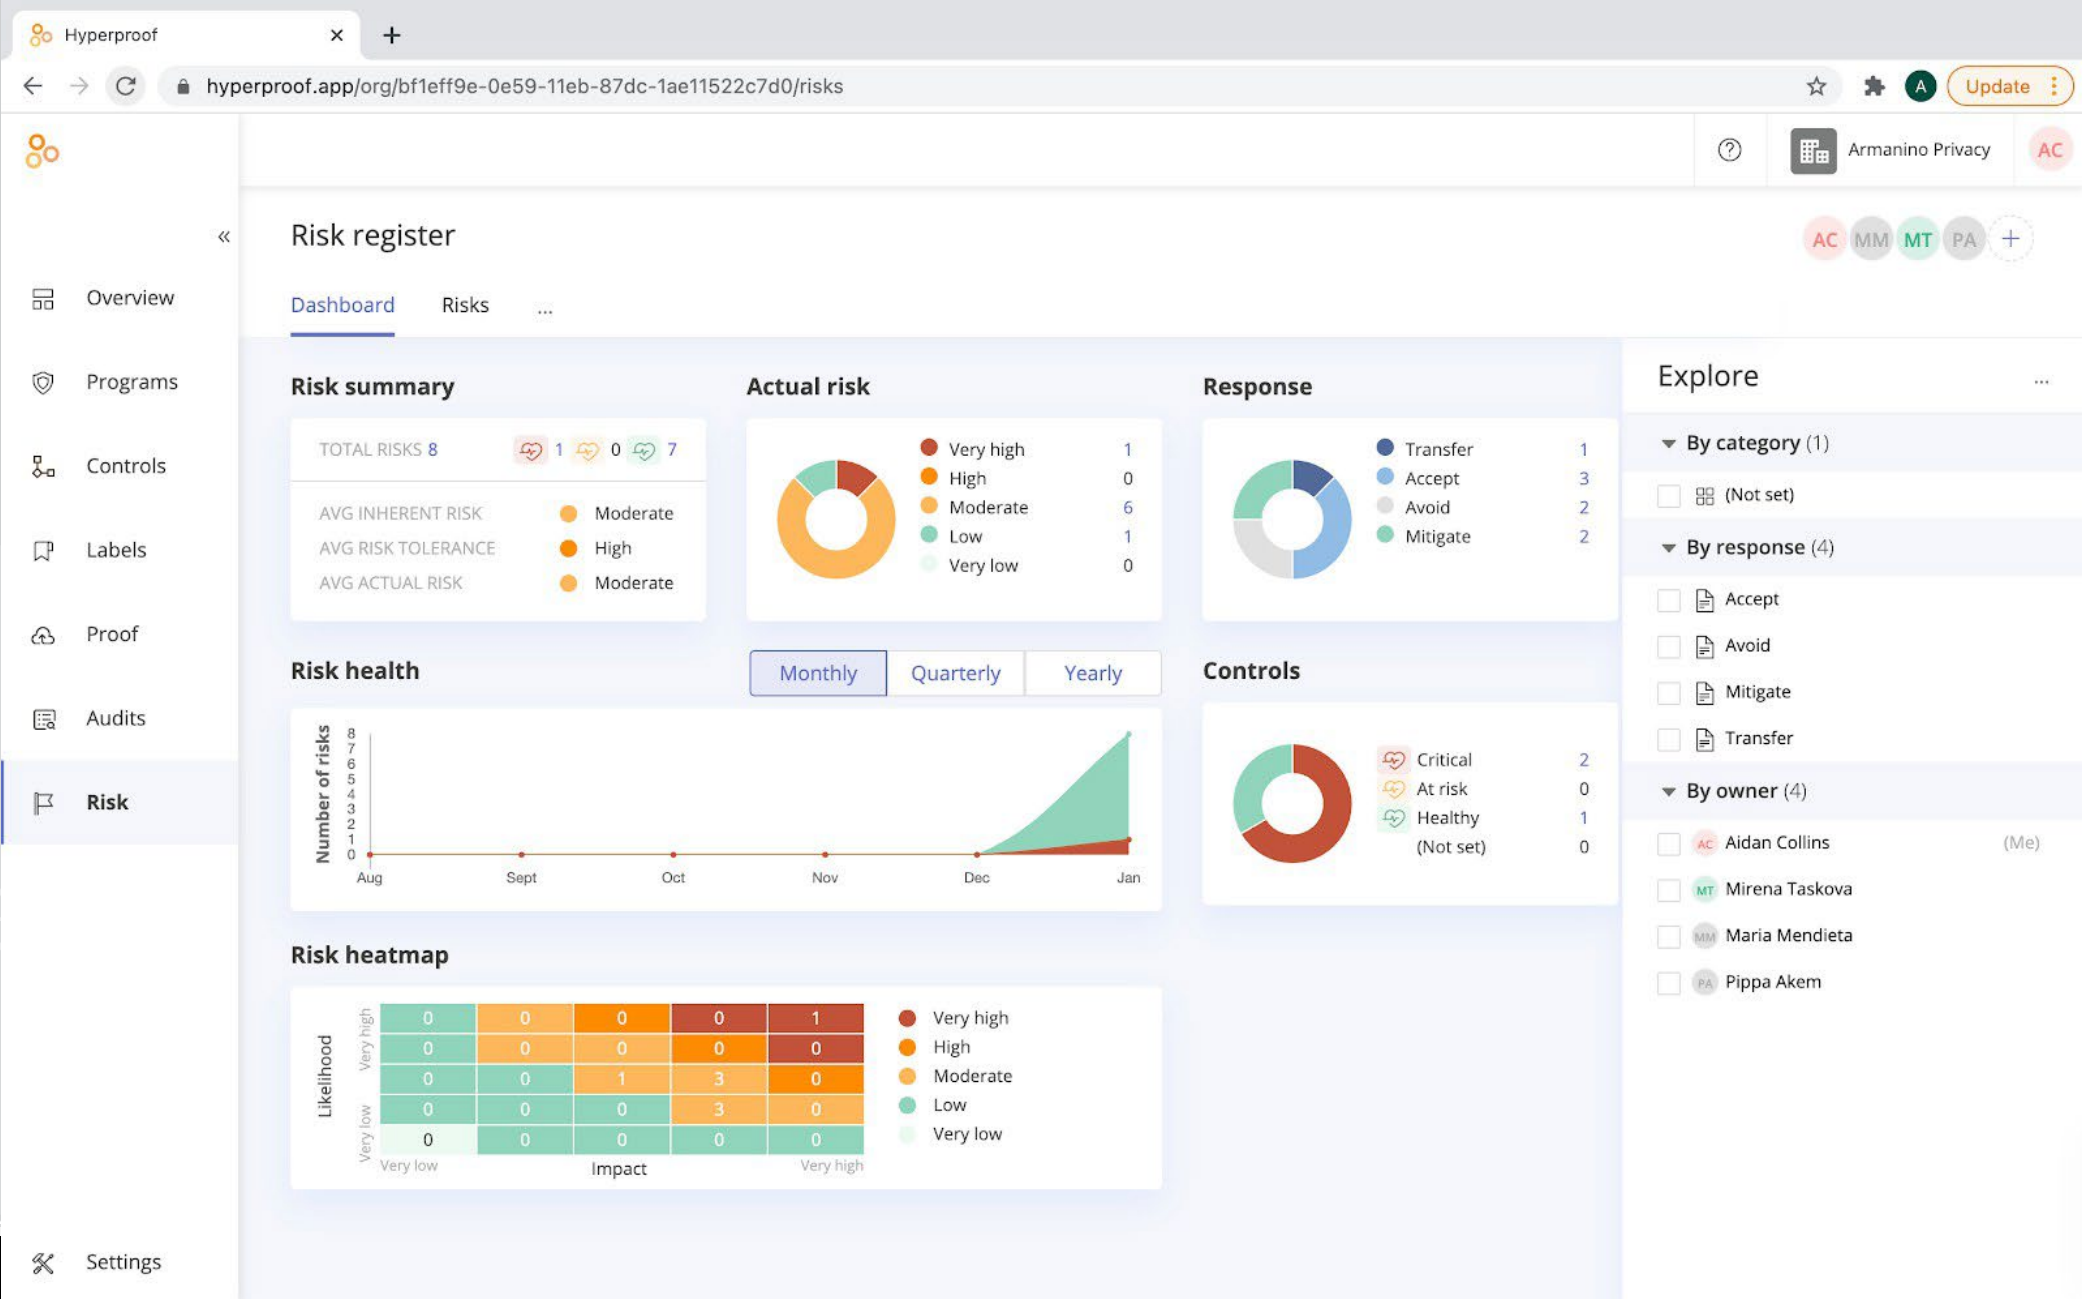 Hyperproof
hyperproof.app/org/bf1eff9e-0e59-11eb-87dc-1ae11522c7d0/risks
A
Update
Armanino Privacy
AC
Risk register
AC MM MT PA
Overview
Programs
Controls
Labels
Proof
Audits
Risk
Settings
Dashboard Risks ...
Risk summary
TOTAL RISKS 8 1 0 7
AVG INHERENT RISK Moderate
AVG RISK TOLERANCE High
AVG ACTUAL RISK Moderate
Actual risk
Very high 1
High 0
Moderate 6
Low 1
Very low 0
Response
Transfer 1
Accept 3
Avoid 2
Mitigate 2
Risk health
Monthly Quarterly Yearly
Number of risks
8
7
6
5
4
3
2
1
0
Aug Sept Oct Nov Dec Jan
Controls
Critical 2
At risk 0
Healthy 1
(Not set) 0
Risk heatmap
Likelihood
Very high
Very low
0 0 0 0 1
0 0 0 0 0
0 0 1 3 0
0 0 0 3 0
0 0 0 0 0
Very low Impact Very high
Very high
High
Moderate
Low
Very low
Explore ...
By category (1)
(Not set)
By response (4)
Accept
Avoid
Mitigate
Transfer
By owner (4)
AC Aidan Collins (Me)
MT Mirena Taskova
MM Maria Mendieta
PA Pippa Akem